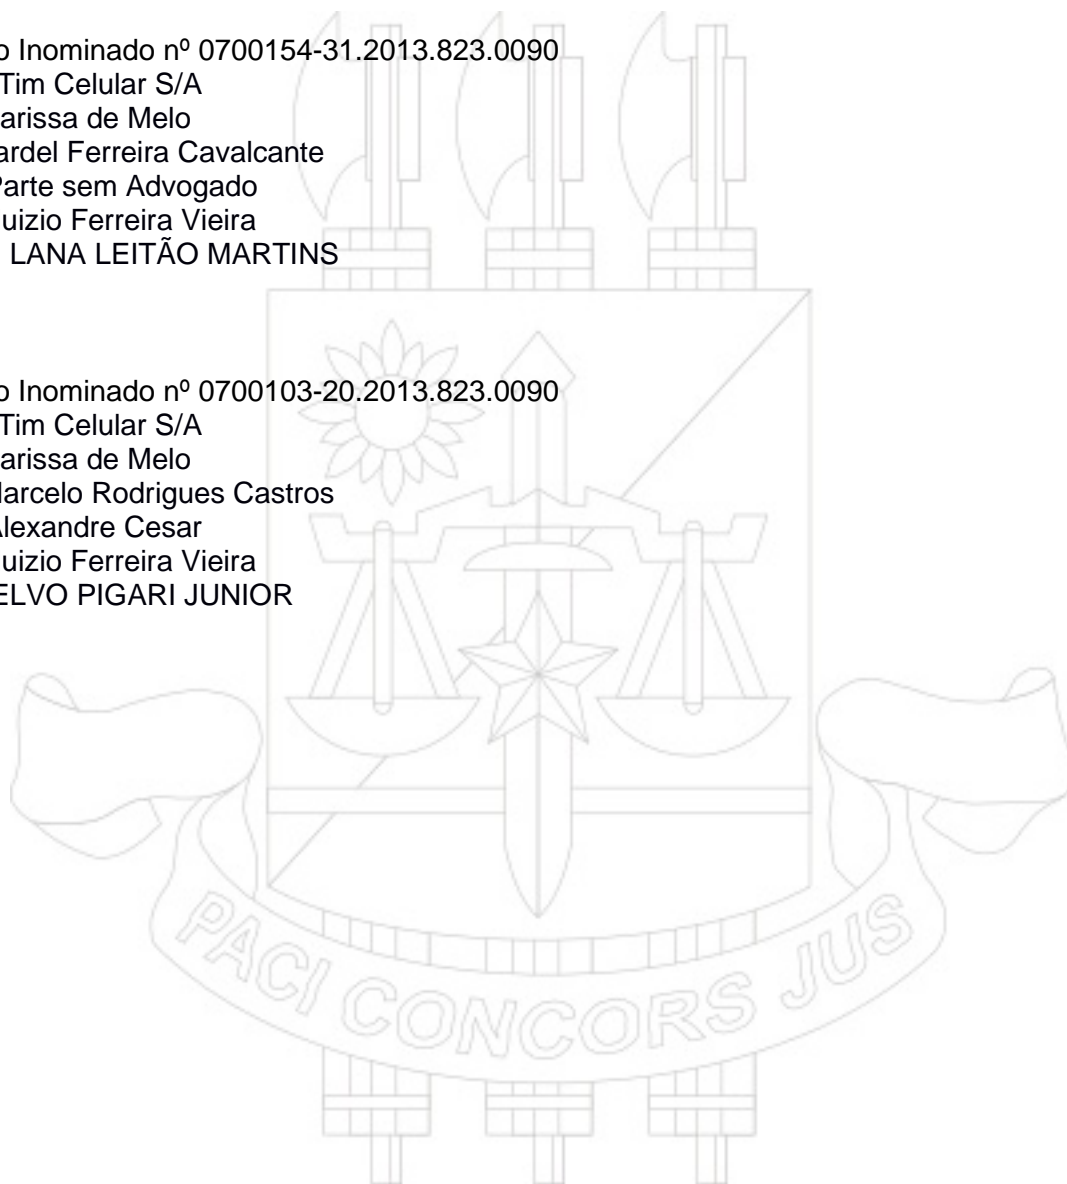 o Inominado nº 0700154-31.2013.823.0090
Tim Celular S/A
arissa de Melo
ardel Ferreira Cavalcante
Parte sem Advogado
uizio Ferreira Vieira
LANA LEITÃO MARTINS
o Inominado nº 0700103-20.2013.823.0090
Tim Celular S/A
arissa de Melo
Marcelo Rodrigues Castros
Alexandre Cesar
uizio Ferreira Vieira
ELVO PIGARI JUNIOR
PACI CONCORS JUS